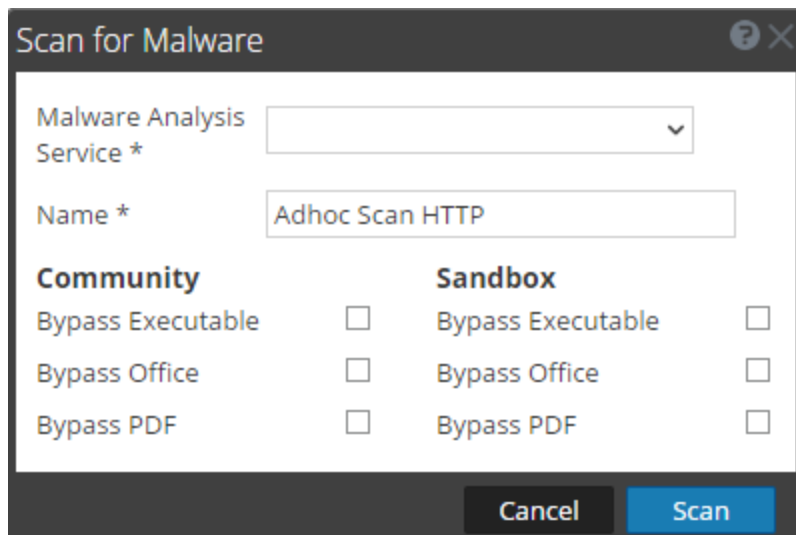 Scan for Malware
Malware Analysis
Service *
Name *
Adhoc Scan HTTP
Community
Sandbox
Bypass Executable
Bypass Executable
Bypass Office
Bypass Office
Bypass PDF
Bypass PDF
Cancel
Scan